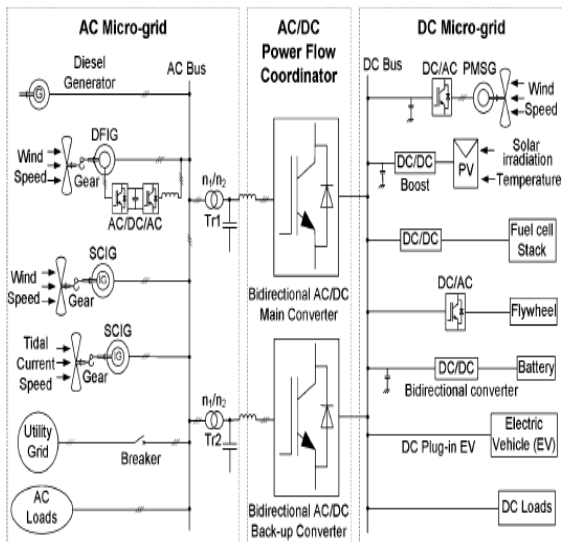 AC Micro-grid
Diesel
Generator
AC Bus
G
DFIG
Wind
Speed
Gear
AC/DC/AC
SCIG
IG
Wind
Speed
Gear
SCIG
IG
Tidal
Current
Speed
Gear
Utility
Grid
Breaker
AC
Loads
AC/DC
Power Flow
Coordinator
n1/n2
Tr1
Bidirectional AC/DC
Main Converter
n1/n2
Tr2
Bidirectional AC/DC
Back-up Converter
DC Micro-grid
DC Bus
DC/AC
PMSG
Wind
Speed
DC/DC
Boost
PV
Solar
irradiation
Temperature
DC/DC
Fuel cell
Stack
DC/AC
Flywheel
DC/DC
Battery
Bidirectional converter
DC Plug-in EV
Electric
Vehicle (EV)
DC Loads